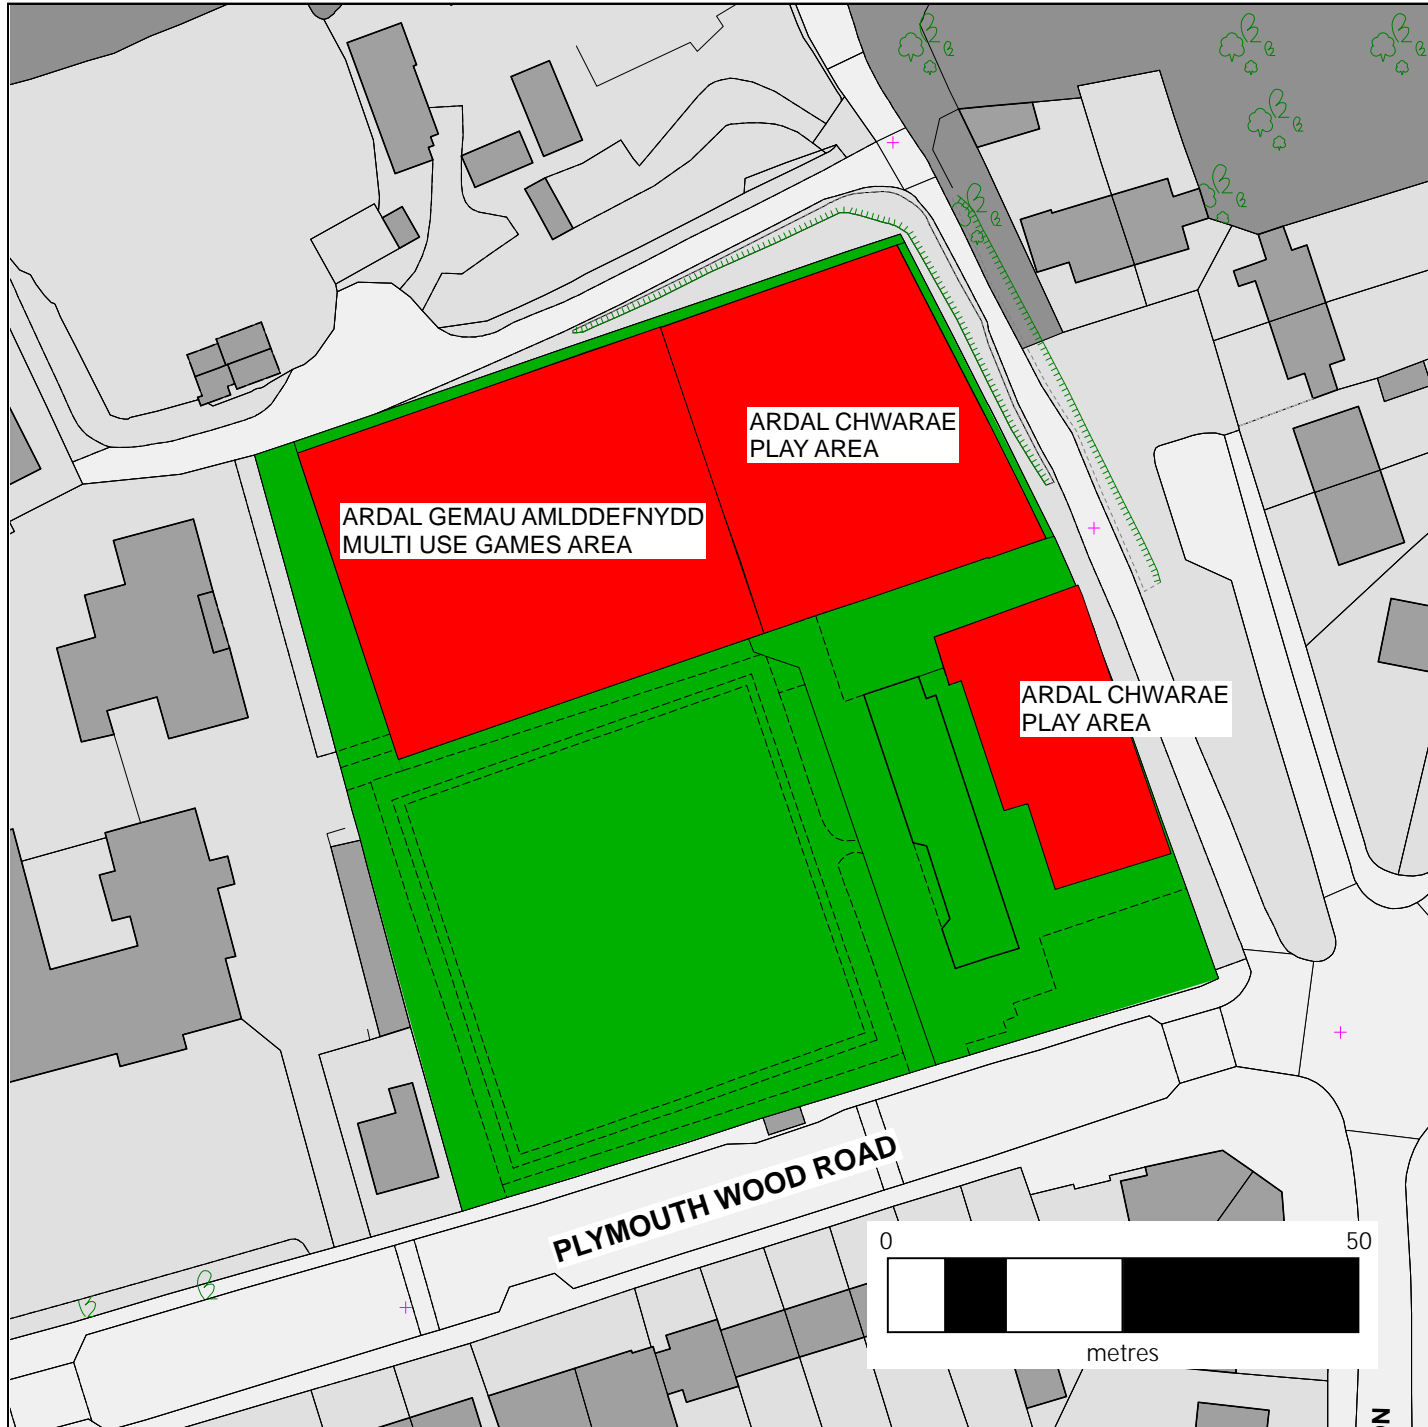 ARDAL CHWARAE
PLAY AREA
ARDAL GEMAU AMLDDEFNYDD
MULTI USE GAMES AREA
ARDAL CHWARAE
PLAY AREA
PLYMOUTH WOOD ROAD
0 50
metres